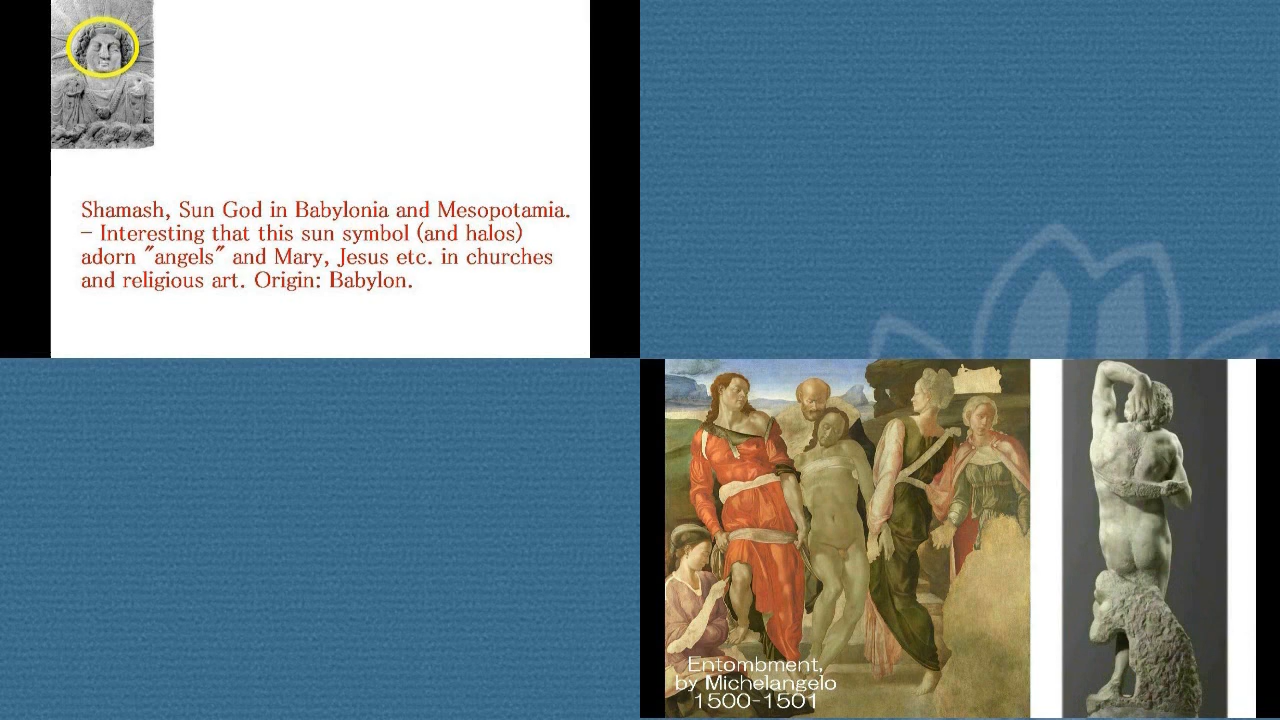 Shamash, Sun God in Babylonia and Mesopotamia.
- Interesting that this sun symbol (and halos)
adorn "angels" and Mary, Jesus etc. in churches
and religious art. Origin: Babylon.
Entombment,
by Michelangelo
1500-1501